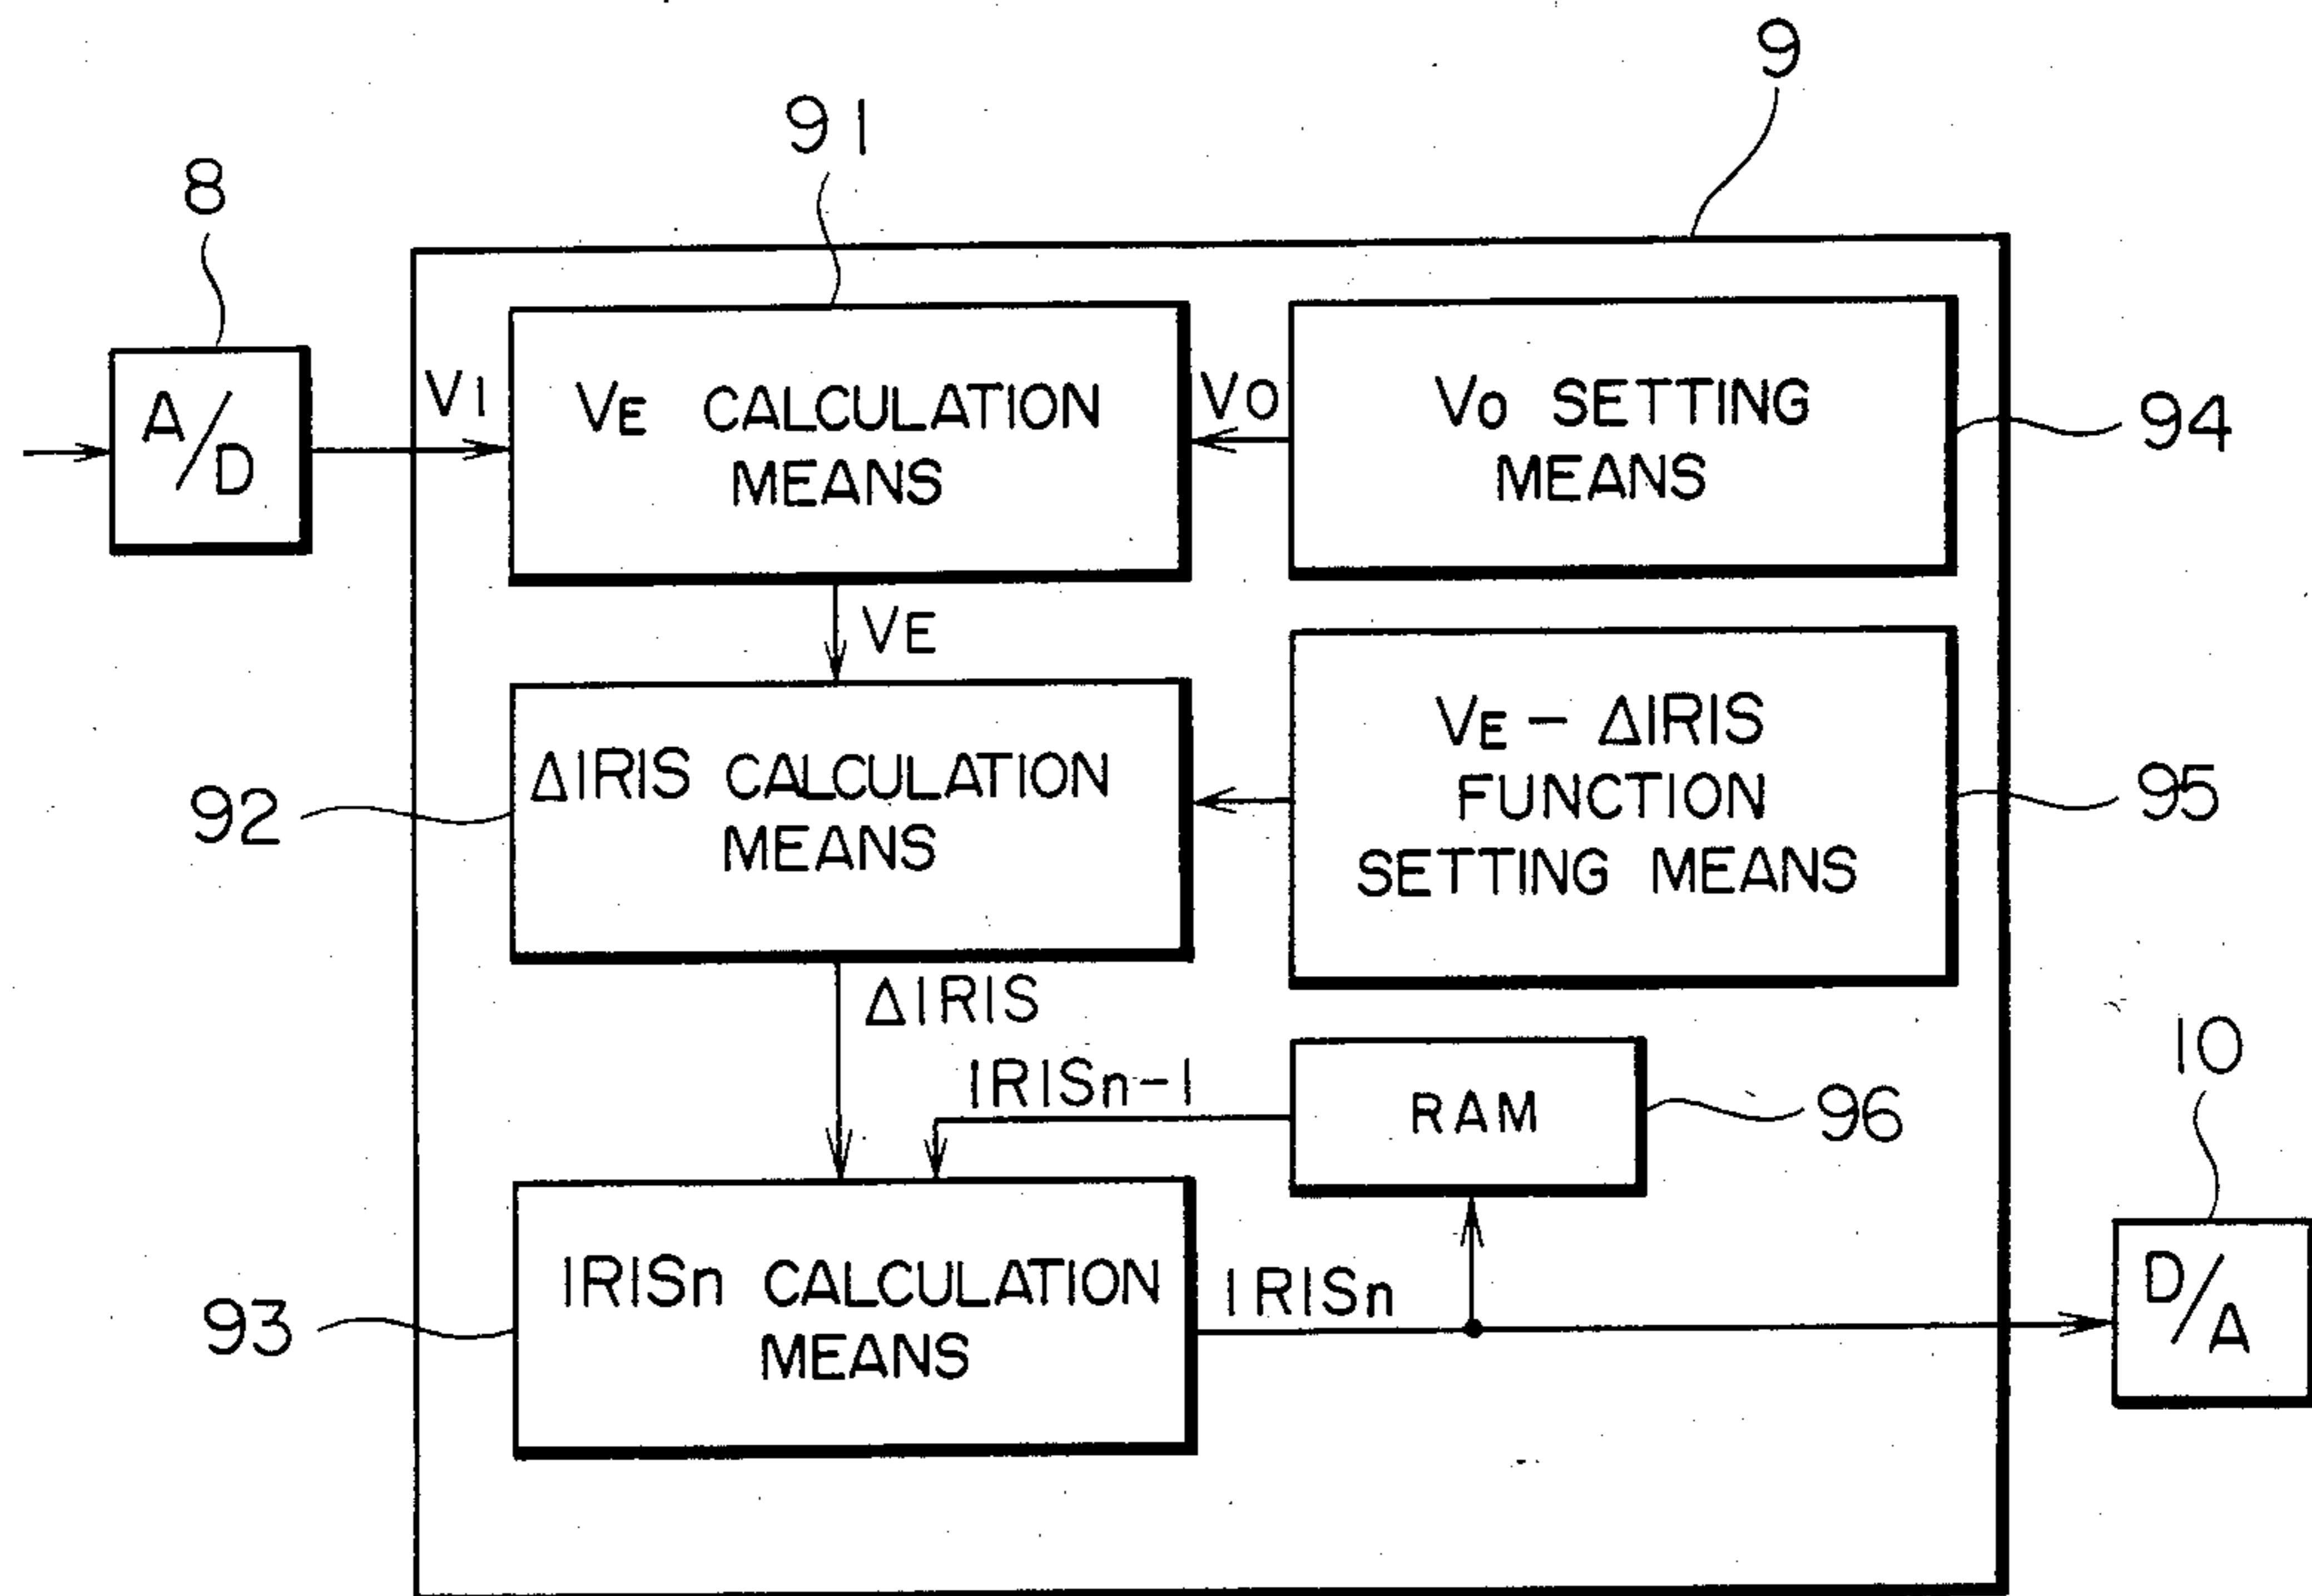 9
91
8
A/D
VI
VE CALCULATION
MEANS
VO
VO SETTING
MEANS
94
VE
92
ΔIRIS CALCULATION
MEANS
VE - ΔIRIS
FUNCTION
SETTING MEANS
95
ΔIRIS
IRISn-1
RAM
96
10
93
IRISn CALCULATION
MEANS
IRISn
D/A